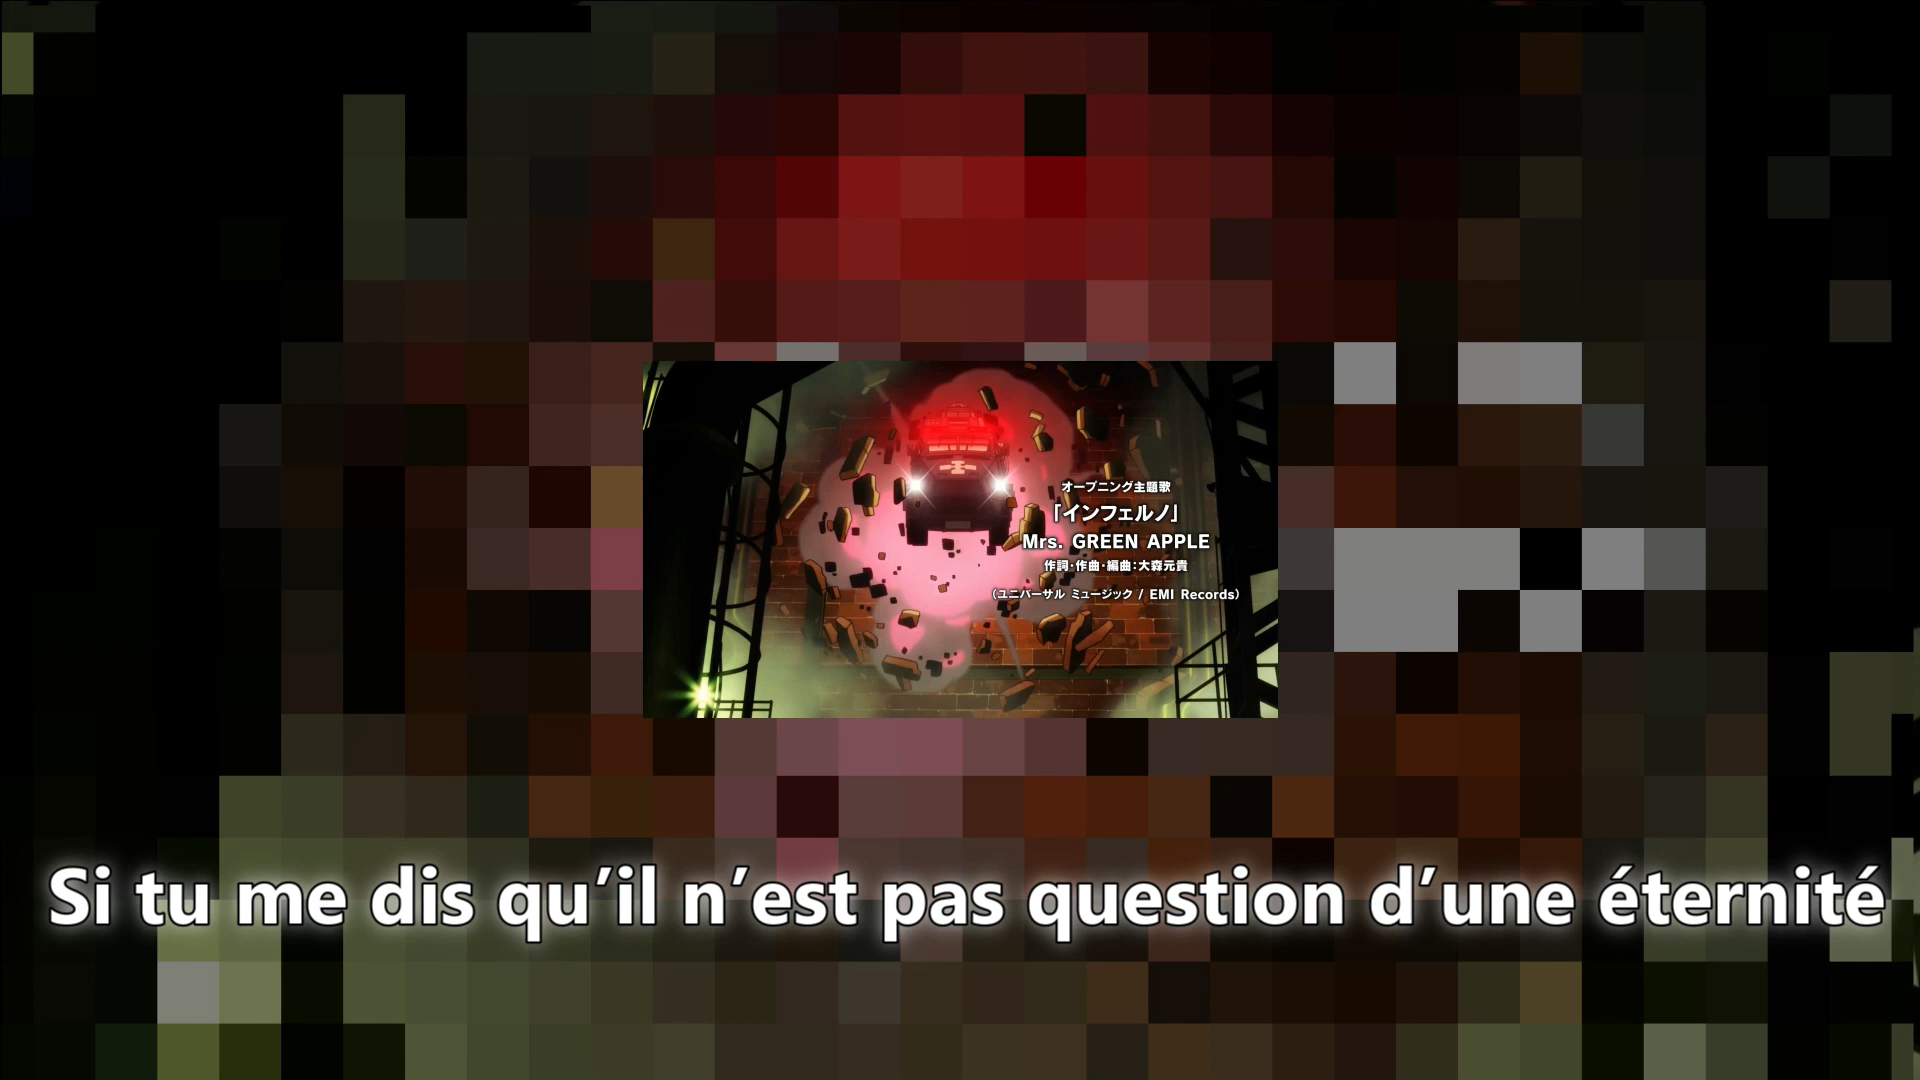 オープニング主題歌
「インフェルノ」
Mrs. GREEN APPLE
作詞・作曲・編曲：大森元貴
（ユニバーサル ミュージック / EMI Records）
Si tu me dis qu’il n’est pas question d’une éternité